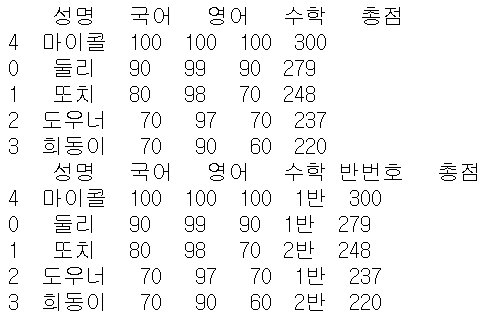 성명 국어 영어 수학 총점
4 마이콜 100 100 100 300
0 둘리 90 99 90 279
1 또치 80 98 70 248
2 도우너 70 97 70 237
3 희동이 70 90 60 220
성명 국어 영어 수학 반번호 총점
4 마이콜 100 100 100 1반 300
0 둘리 90 99 90 1반 279
1 또치 80 98 70 2반 248
2 도우너 70 97 70 1반 237
3 희동이 70 90 60 2반 220